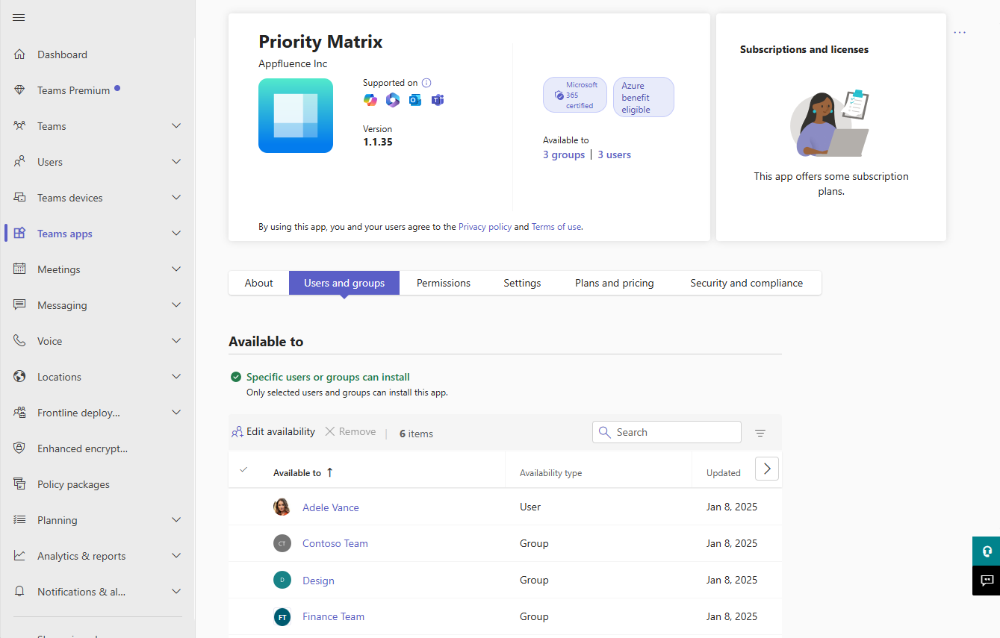 Dashboard
Teams Premium
Teams
Users
Teams devices
Teams apps
Meetings
Messaging
Voice
Locations
Frontline deploy...
Enhanced encrypt...
Policy packages
Planning
Analytics & reports
Notifications & al...
Priority Matrix
Appfluence Inc
Supported on
Version
1.1.35
Microsoft
365
certified
Azure
benefit
eligible
Available to
3 groups | 3 users
By using this app, you and your users agree to the Privacy policy and Terms of use.
Subscriptions and licenses
This app offers some subscription
plans.
About
Users and groups
Permissions
Settings
Plans and pricing
Security and compliance
Available to
Specific users or groups can install
Only selected users and groups can install this app.
Edit availability
Remove
6 items
Search
Available to ↑
Availability type
Updated
Adele Vance
User
Jan 8, 2025
CT
Contoso Team
Group
Jan 8, 2025
D
Design
Group
Jan 8, 2025
FT
Finance Team
Group
Jan 8, 2025